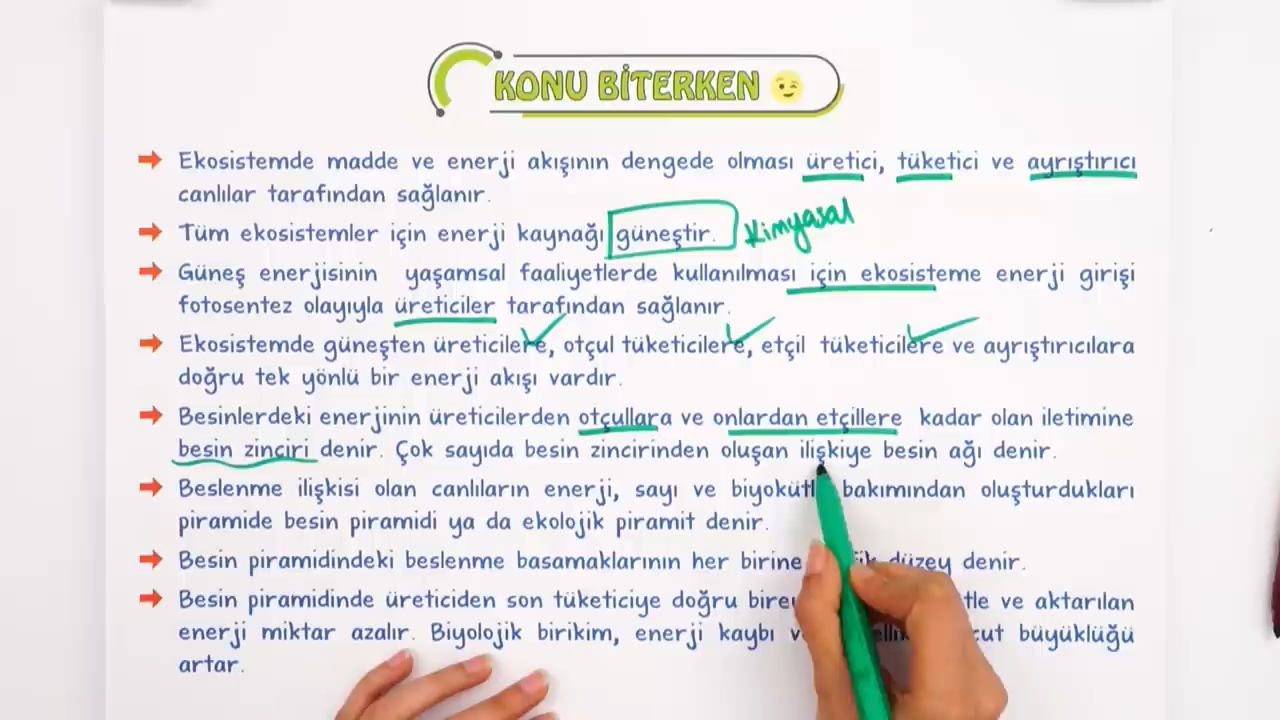 KONU BİTERKEN
Ekosistemde madde ve enerji akışının dengede olması üretici, tüketici ve ayrıştırıcı
canlılar tarafından sağlanır.
Tüm ekosistemler için enerji kaynağı güneştir. Kimyasal
Güneş enerjisinin yaşamsal faaliyetlerde kullanılması için ekosisteme enerji girişi
fotosentez olayıyla üreticiler tarafından sağlanır.
Ekosistemde güneşten üreticilere, otçul tüketicilere, etçil tüketicilere ve ayrıştırıcılara
doğru tek yönlü bir enerji akışı vardır.
Besinlerdeki enerjinin üreticilerden otçullara ve onlardan etçillere kadar olan iletimine
besin zinciri denir. Çok sayıda besin zincirinden oluşan ilişkiye besin ağı denir.
Beslenme ilişkisi olan canlıların enerji, sayı ve bakımından oluşturdukları
piramide besin piramidi ya da ekolojik piramit denir.
Besin piramidindeki beslenme basamaklarının her birine düzey denir.
Besin piramidinde üreticiden son tüketiciye doğru ve aktarılan
enerji miktar azalır. Biyolojik birikim, enerji kaybı büyüklüğü
artar.